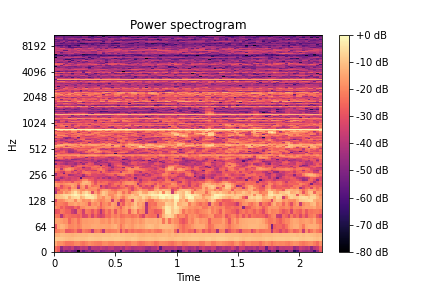 Power spectrogram
8192
4096
2048
1024
512
256
128
64
0
Hz
0
0.5
1
1.5
2
Time
+0 dB
-10 dB
-20 dB
-30 dB
-40 dB
-50 dB
-60 dB
-70 dB
-80 dB